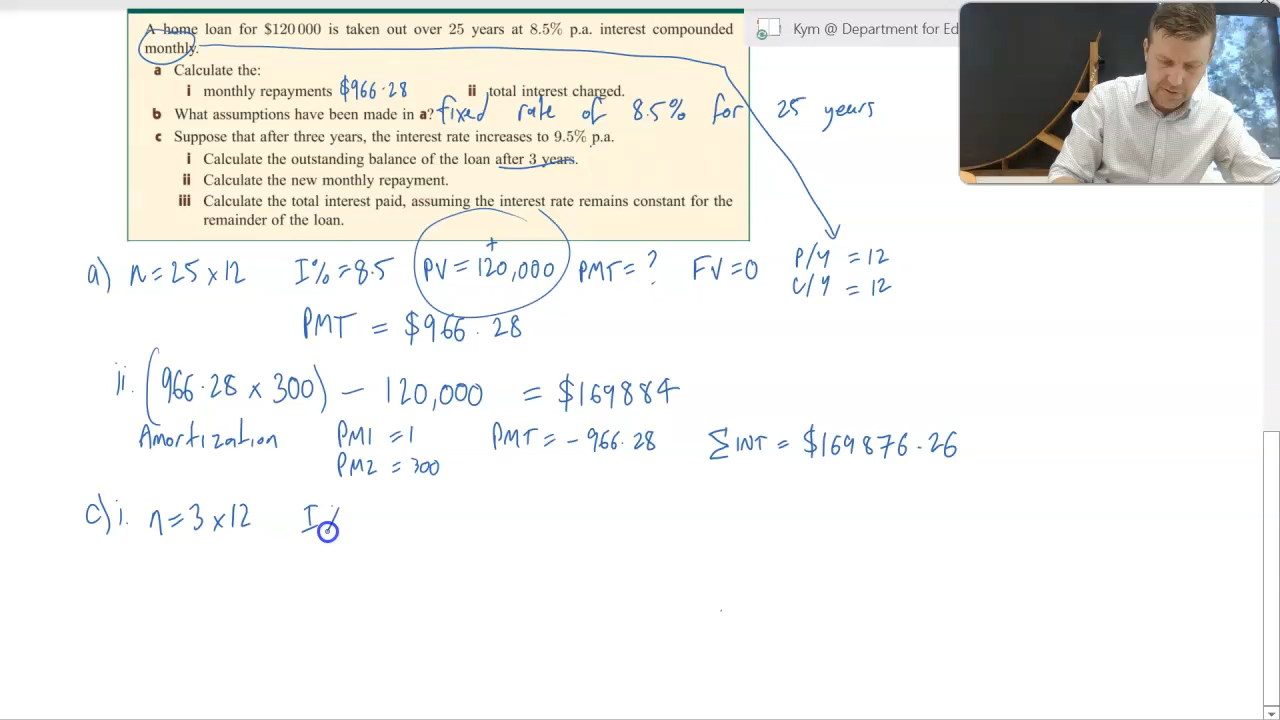 Kym @ Department for Ed
A home loan for $120 000 is taken out over 25 years at 8.5% p.a. interest compounded
monthly.
a Calculate the:
i monthly repayments $966.28 ii total interest charged.
b What assumptions have been made in a? fixed rate of 8.5% for 25 years
c Suppose that after three years, the interest rate increases to 9.5% p.a.
i Calculate the outstanding balance of the loan after 3 years.
ii Calculate the new monthly repayment.
iii Calculate the total interest paid, assuming the interest rate remains constant for the
remainder of the loan.
+
a) n=25×12 I%=8.5 PV=120,000 PMT=? FV=0 P/Y =12
C/Y =12
PMT = $966.28
ii. (966.28 × 300) - 120,000 = $169884
Amortization PM1 =1 PMT = -966.28 ΣINT = $169876.26
PM2 = 300
c) i. n=3×12 I%